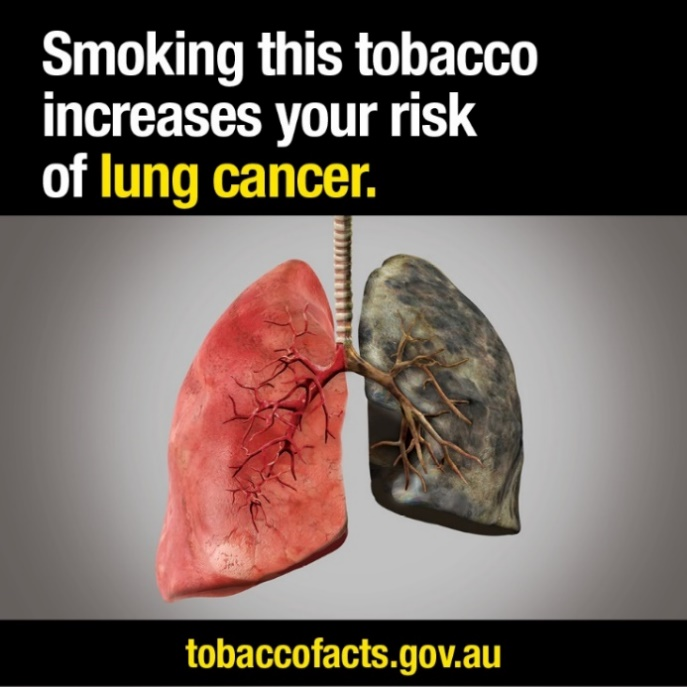 Smoking this tobacco
increases your risk
of lung cancer.
tobaccofacts.gov.au